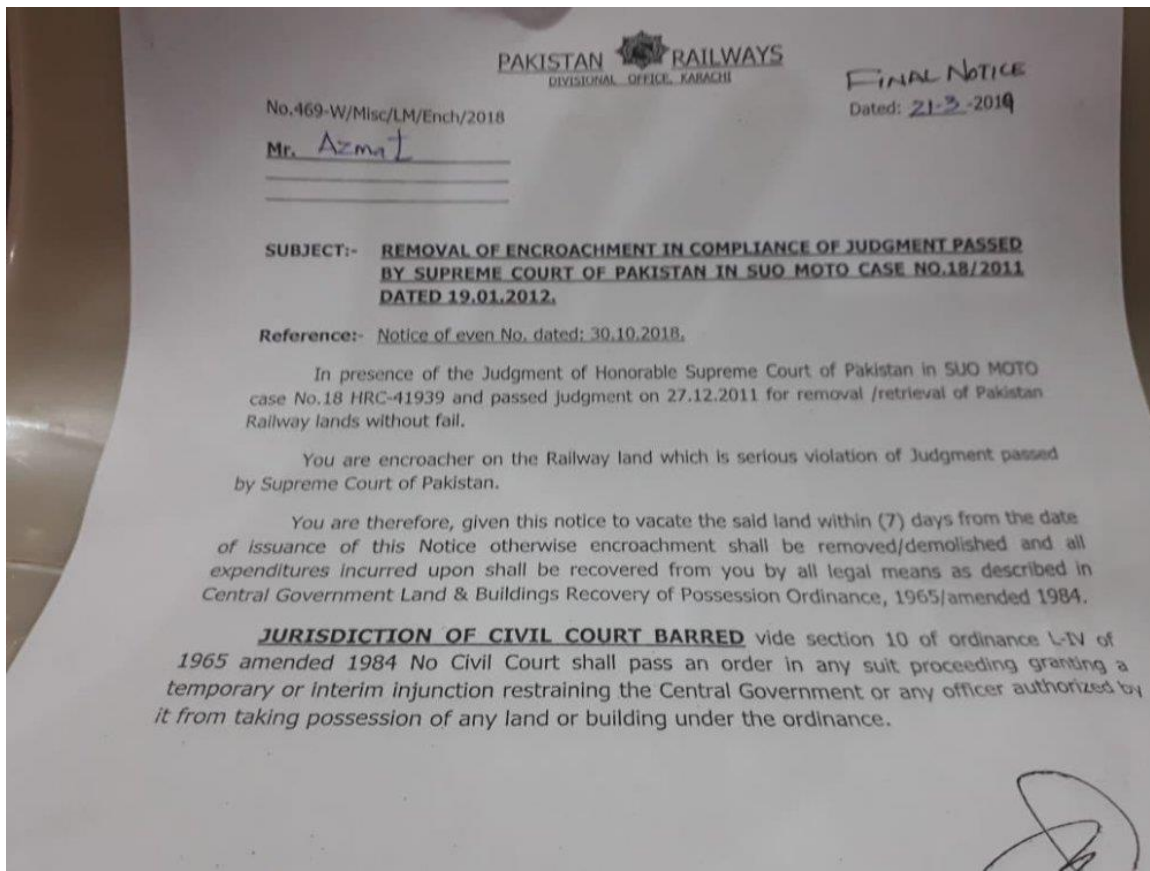 PAKISTAN RAILWAYS
DIVISIONAL OFFICE, KARACHI
FINAL NOTICE
No.469-W/Misc/LM/Ench/2018
Dated: 21-3-2019
Mr. Azmat
SUBJECT:- REMOVAL OF ENCROACHMENT IN COMPLIANCE OF JUDGMENT PASSED
BY SUPREME COURT OF PAKISTAN IN SUO MOTO CASE NO.18/2011
DATED 19.01.2012.
Reference:- Notice of even No. dated: 30.10.2018.
In presence of the Judgment of Honorable Supreme Court of Pakistan in SUO MOTO
case No.18 HRC-41939 and passed judgment on 27.12.2011 for removal /retrieval of Pakistan
Railway lands without fail.
You are encroacher on the Railway land which is serious violation of Judgment passed
by Supreme Court of Pakistan.
You are therefore, given this notice to vacate the said land within (7) days from the date
of issuance of this Notice otherwise encroachment shall be removed/demolished and all
expenditures incurred upon shall be recovered from you by all legal means as described in
Central Government Land & Buildings Recovery of Possession Ordinance, 1965/amended 1984.
JURISDICTION OF CIVIL COURT BARRED vide section 10 of ordinance L-IV of
1965 amended 1984 No Civil Court shall pass an order in any suit proceeding granting a
temporary or interim injunction restraining the Central Government or any officer authorized by
it from taking possession of any land or building under the ordinance.